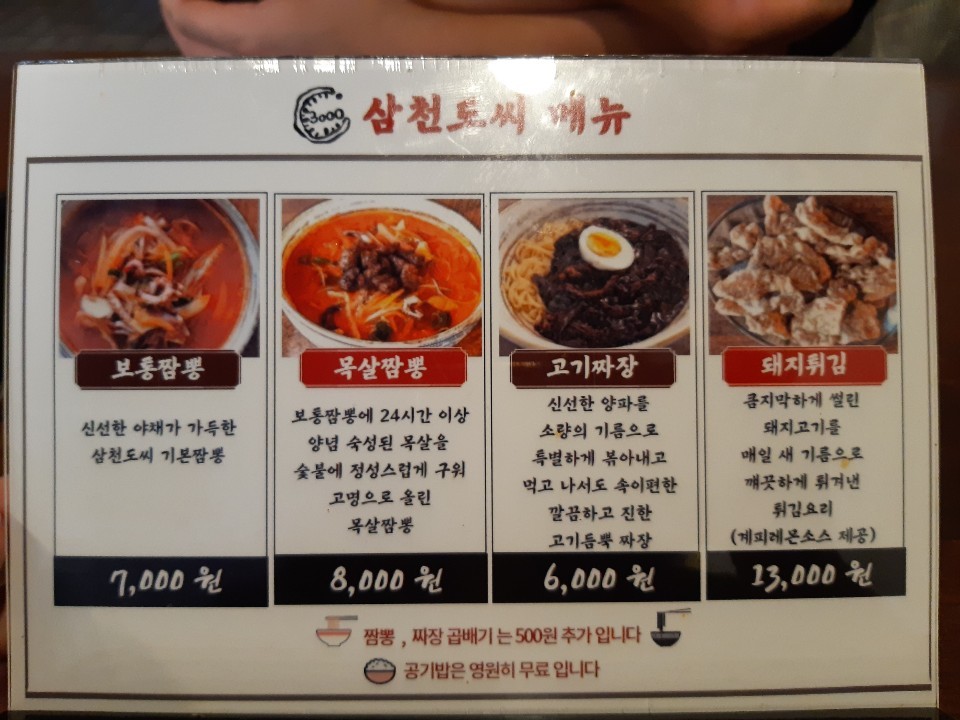 3000 삼천도씨 메뉴
보통짬뽕
신선한 야채가 가득한
삼천도씨 기본짬뽕
7,000 원
목살짬뽕
보통짬뽕에 24시간 이상
양념 숙성된 목살을
숯불에 정성스럽게 구워
고명으로 올린
목살짬뽕
8,000 원
고기짜장
신선한 양파를
소량의 기름으로
특별하게 볶아내고
먹고 나서도 속이편한
깔끔하고 진한
고기듬뿍 짜장
6,000 원
돼지튀김
큼지막하게 썰린
돼지고기를
매일 새 기름으로
깨끗하게 튀겨낸
튀김요리
(계피레몬소스 제공)
13,000 원
짬뽕 , 짜장 곱배기 는 500원 추가 입니다
공기밥은 영원히 무료 입니다